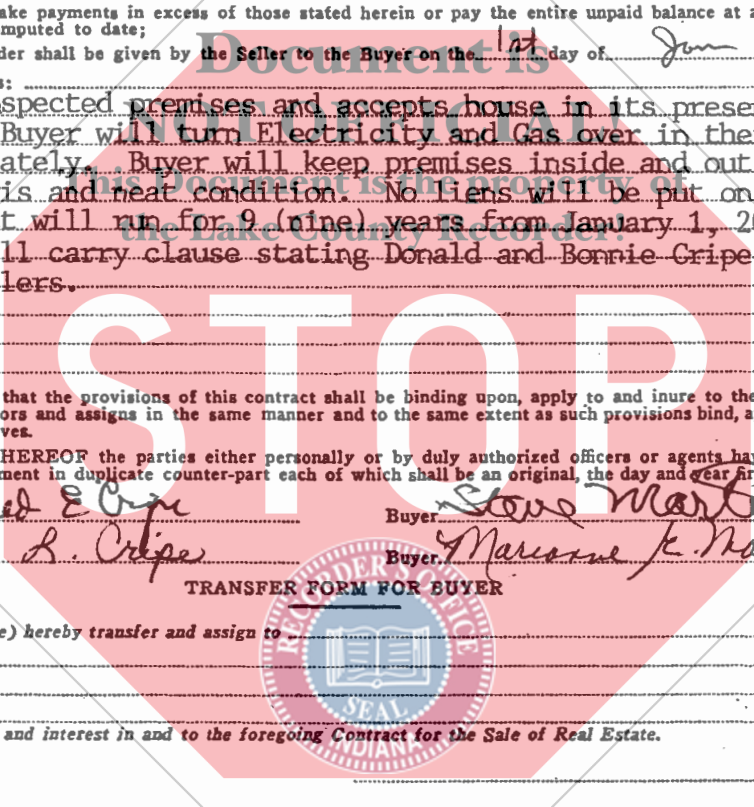 ake payments in excess of those stated herein or pay the entire unpaid balance at a
mputed to date;
der shall be given by the Seller to the Buyer on the 1st day of
Document is
s:
spected premises and accepts house in its prese
NOT OFFICIAL!
Buyer will turn Electricity and Gas over in the
ately. Buyer will keep premises inside and out
This Document is the property of
is and neat condition. No liens will be put on
t will run for 9 (nine) years from January 1, 20
the Lake County Recorder!
ll carry clause stating Donald and Bonnie Cripe
lers.
STOP
that the provisions of this contract shall be binding upon, apply to and inure to the
ors and assigns in the same manner and to the same extent as such provisions bind, a
ves.
HEREOF the parties either personally or by duly authorized officers or agents hav
ment in duplicate counter-part each of which shall be an original, the day and year fir
E Cripe Buyer Steve Mart
R. Cripe Buyer Marianne K. Ma
TRANSFER FORM FOR BUYER
e) hereby transfer and assign to
RECORDER'S OFFICE
SEAL
INDIANA
and interest in and to the foregoing Contract for the Sale of Real Estate.